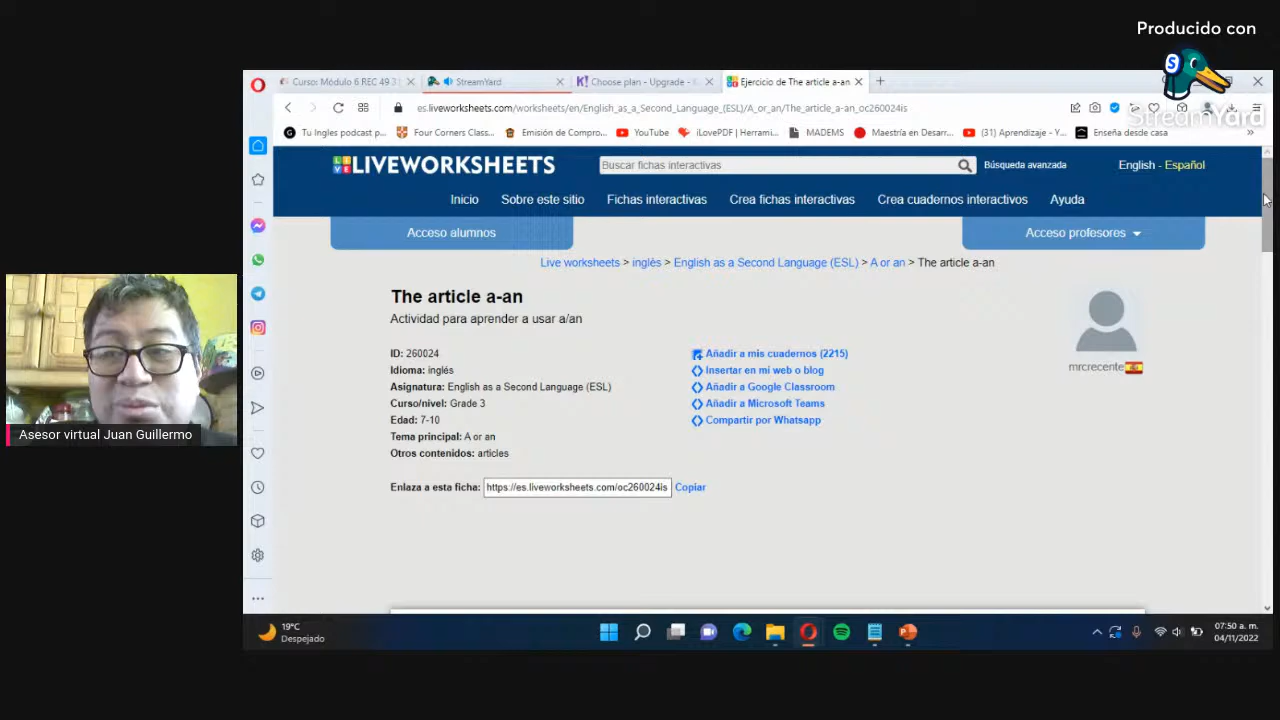 Producido con
StreamYard
Curso: Módulo 6 REC 49 3
StreamYard
Choose plan - Upgrade - K
Ejercicio de The article a-an
es.liveworksheets.com/worksheets/en/English_as_a_Second_Language_(ESL)/A_or_an/The_article_a-an_oc260024is
Tu Ingles podcast p...
Four Corners Class...
Emisión de Compro...
YouTube
iLovePDF | Herrami...
MADEMS
Maestría en Desarr...
(31) Aprendizaje - Y...
Enseña desde casa
LIVEWORKSHEETS
Buscar fichas interactivas
Búsqueda avanzada
English - Español
Inicio
Sobre este sitio
Fichas interactivas
Crea fichas interactivas
Crea cuadernos interactivos
Ayuda
Acceso alumnos
Acceso profesores
Live worksheets > inglés > English as a Second Language (ESL) > A or an > The article a-an
The article a-an
Actividad para aprender a usar a/an
ID: 260024
Idioma: inglés
Asignatura: English as a Second Language (ESL)
Curso/nivel: Grade 3
Edad: 7-10
Tema principal: A or an
Otros contenidos: articles
Añadir a mis cuadernos (2215)
Insertar en mi web o blog
Añadir a Google Classroom
Añadir a Microsoft Teams
Compartir por Whatsapp
mrcrecente
Enlaza a esta ficha: https://es.liveworksheets.com/oc260024is Copiar
Asesor virtual Juan Guillermo
19°C
Despejado
07:50 a. m.
04/11/2022